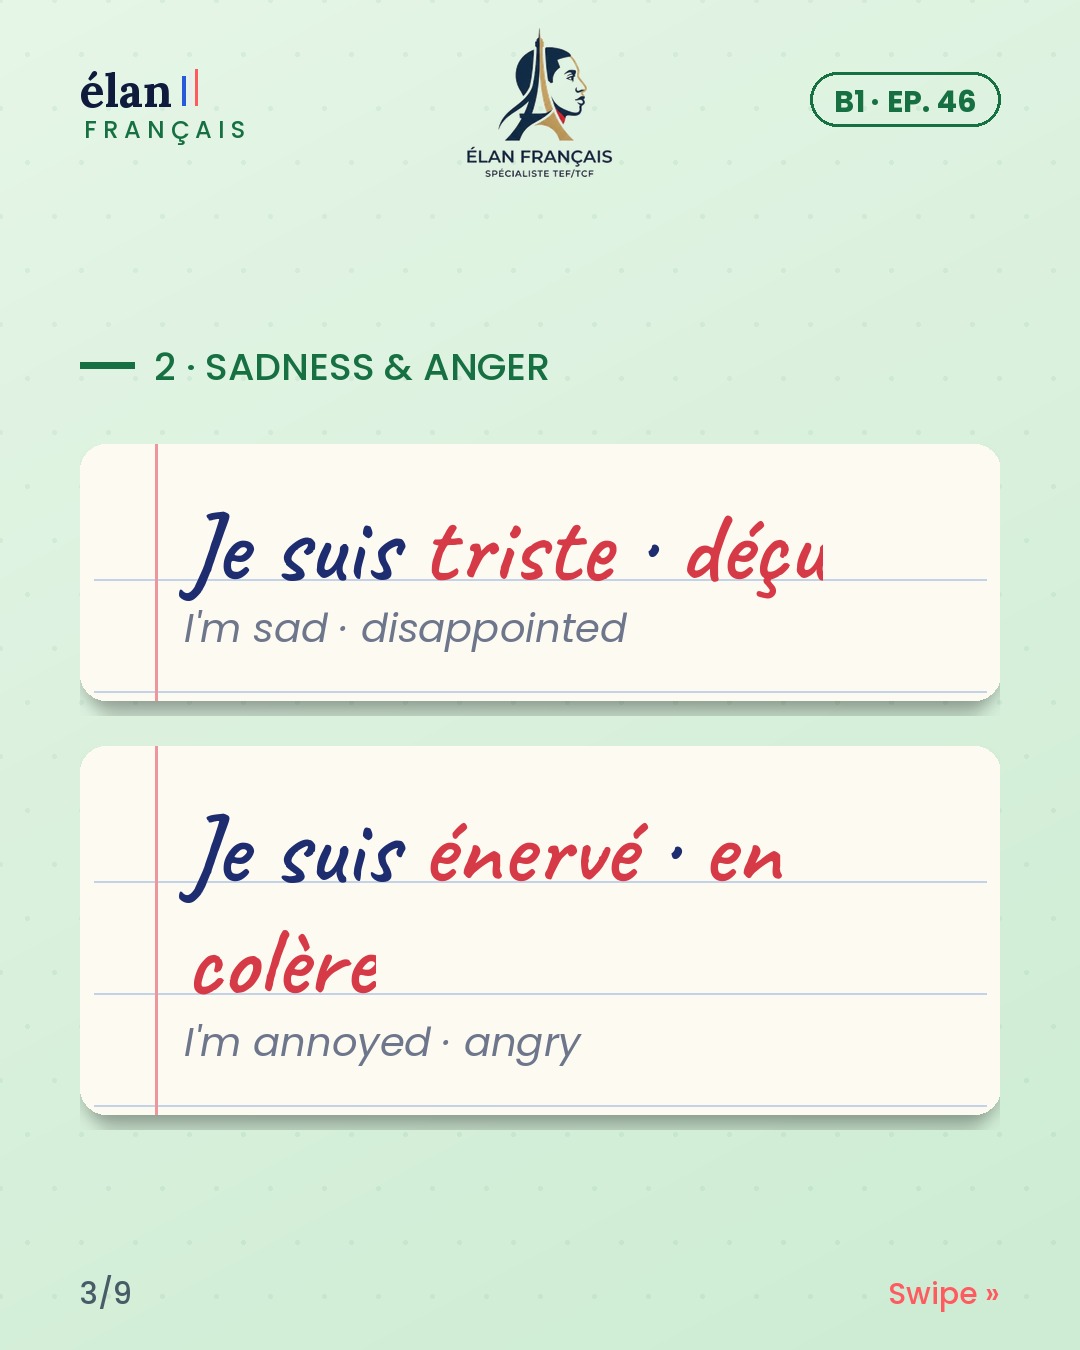 élan
FRANÇAIS
ÉLAN FRANÇAIS
SPÉCIALISTE TEF/TCF
B1 · EP. 46
2 · SADNESS & ANGER
Je suis triste · déçu
I'm sad · disappointed
Je suis énervé · en
colère
I'm annoyed · angry
3/9
Swipe »